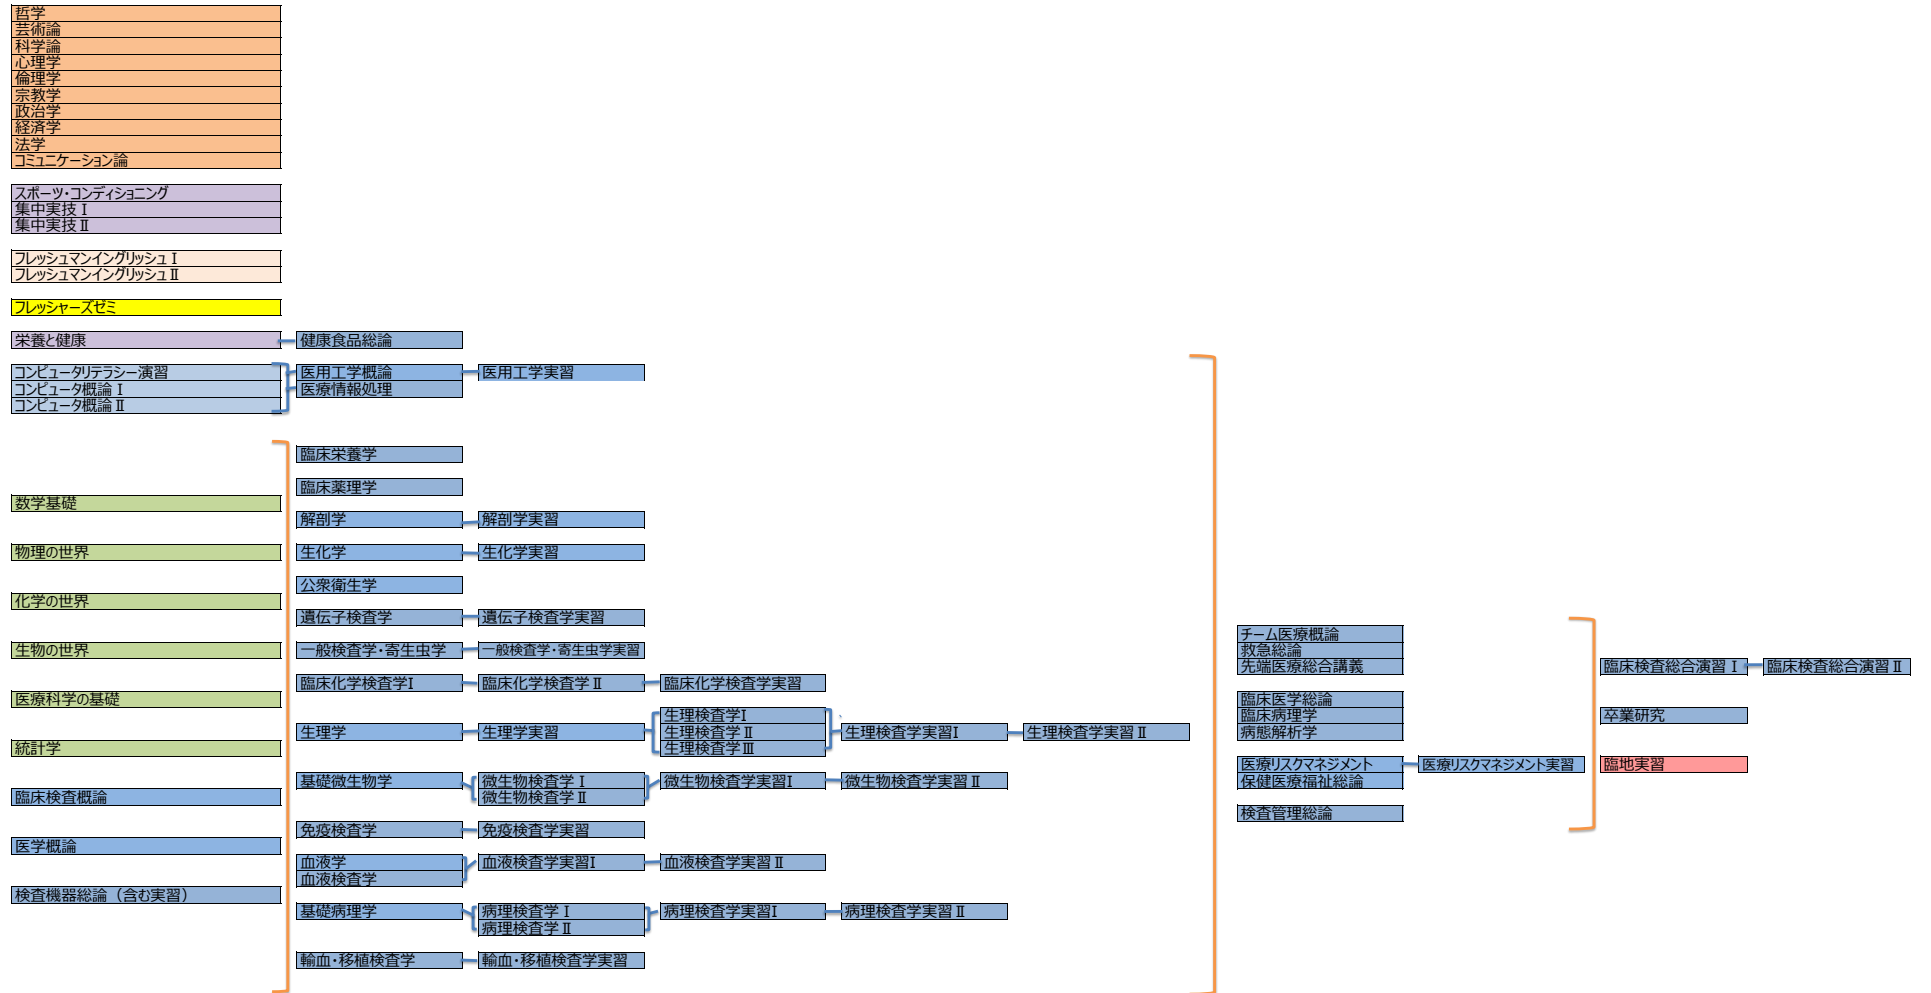 哲学
芸術論
科学論
心理学
倫理学
宗教学
政治学
経済学
法学
コミュニケーション論
スポーツ・コンディショニング
集中実技Ⅰ
集中実技Ⅱ
フレッシュマンイングリッシュⅠ
フレッシュマンイングリッシュⅡ
フレッシャーズゼミ
栄養と健康
健康食品総論
コンピュータリテラシー演習
コンピュータ概論Ⅰ
コンピュータ概論Ⅱ
医用工学概論
医用工学実習
医療情報処理
数学基礎
物理の世界
化学の世界
生物の世界
医療科学の基礎
統計学
臨床検査概論
医学概論
検査機器総論（含む実習）
臨床栄養学
臨床薬理学
解剖学
解剖学実習
生化学
生化学実習
公衆衛生学
遺伝子検査学
遺伝子検査学実習
一般検査学・寄生虫学
一般検査学・寄生虫学実習
臨床化学検査学Ⅰ
臨床化学検査学Ⅱ
臨床化学検査学実習
生理学
生理学実習
生理検査学Ⅰ
生理検査学Ⅱ
生理検査学Ⅲ
生理検査学実習Ⅰ
生理検査学実習Ⅱ
基礎微生物学
微生物検査学Ⅰ
微生物検査学Ⅱ
微生物検査学実習Ⅰ
微生物検査学実習Ⅱ
免疫検査学
免疫検査学実習
血液学
血液検査学
血液検査学実習Ⅰ
血液検査学実習Ⅱ
基礎病理学
病理検査学Ⅰ
病理検査学Ⅱ
病理検査学実習Ⅰ
病理検査学実習Ⅱ
輸血・移植検査学
輸血・移植検査学実習
チーム医療概論
救急総論
先端医療総合講義
臨床医学総論
臨床病理学
病態解析学
医療リスクマネジメント
医療リスクマネジメント実習
保健医療福祉総論
検査管理総論
臨床検査総合演習Ⅰ
臨床検査総合演習Ⅱ
卒業研究
臨地実習